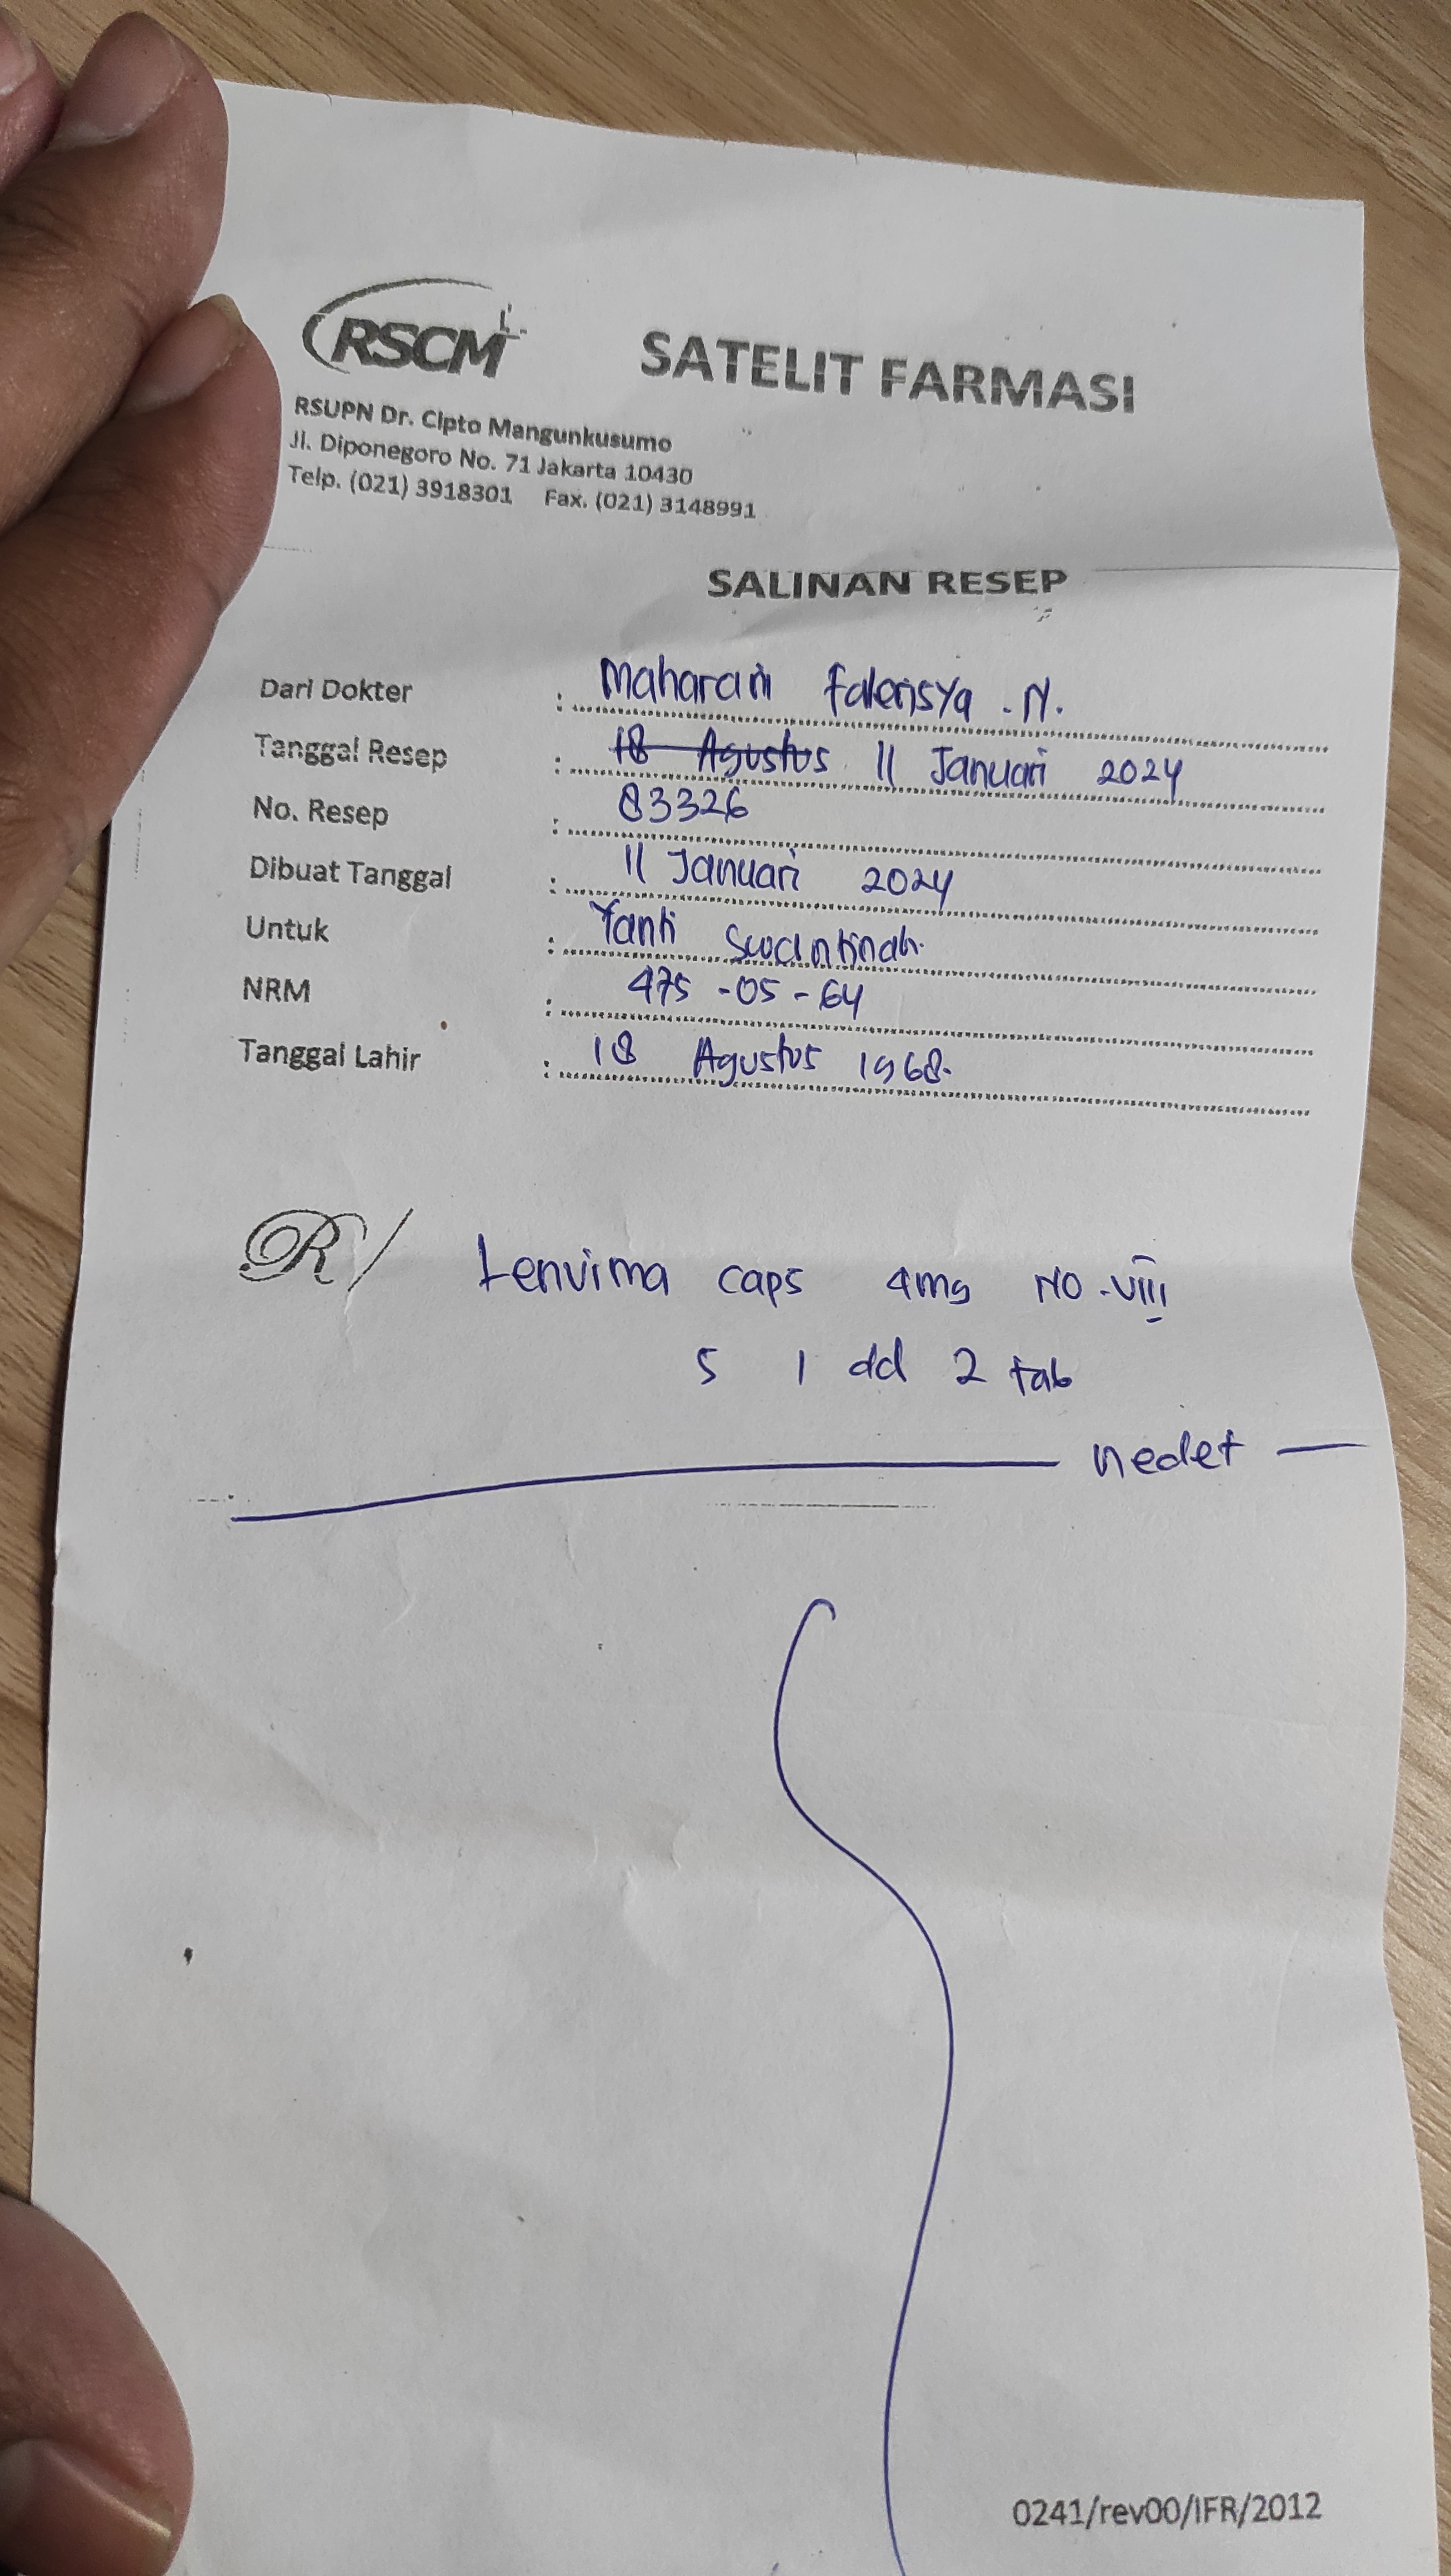 RSCM
SATELIT FARMASI
RSUPN Dr. Cipto Mangunkusumo
Jl. Diponegoro No. 71 Jakarta 10430
Telp. (021) 3918301 Fax. (021) 3148991
SALINAN RESEP
Dari Dokter : Maharani Falerisya . N.
Tanggal Resep : 18 Agustus 11 Januari 2024
No. Resep : 83326
Dibuat Tanggal : 11 Januari 2024
Untuk : Yanti
NRM : 475 - 05 - 64
Tanggal Lahir : 18 Agustus 1968.
R/ Lenvima caps 4mg NO . VIII
S 1 dd 2 tab
nedet
0241/rev00/IFR/2012